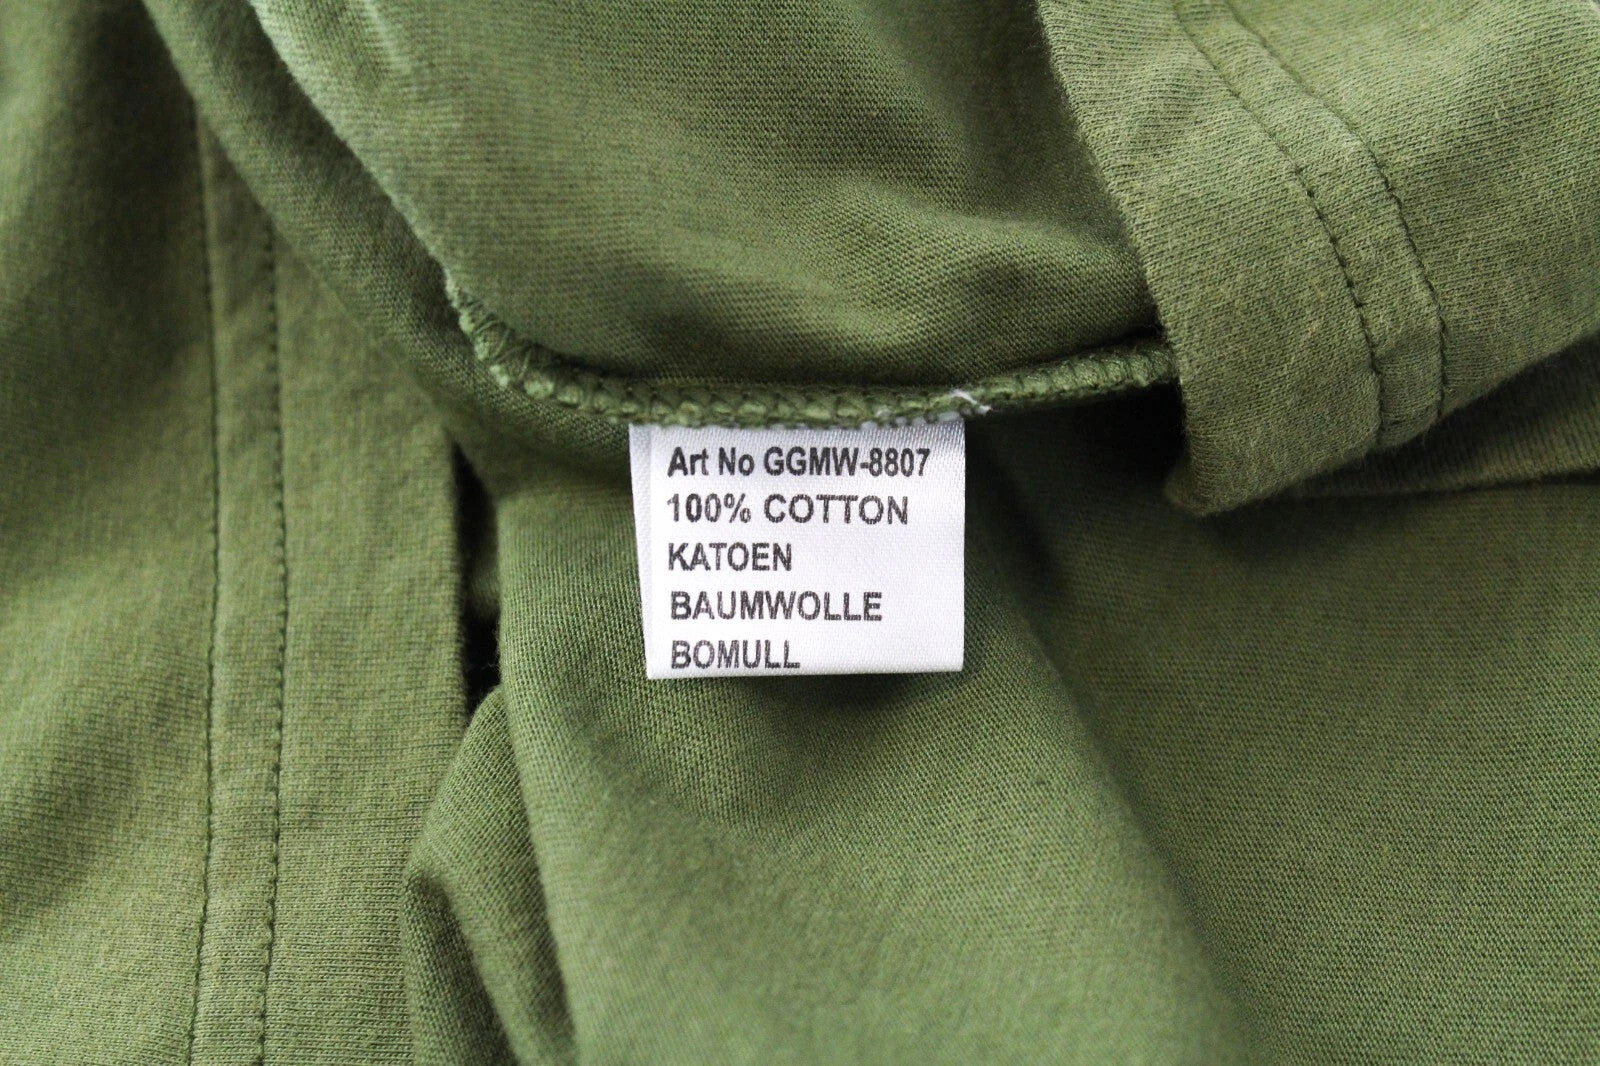 Art No GGMW-8807
100% COTTON
KATOEN
BAUMWOLLE
BOMULL